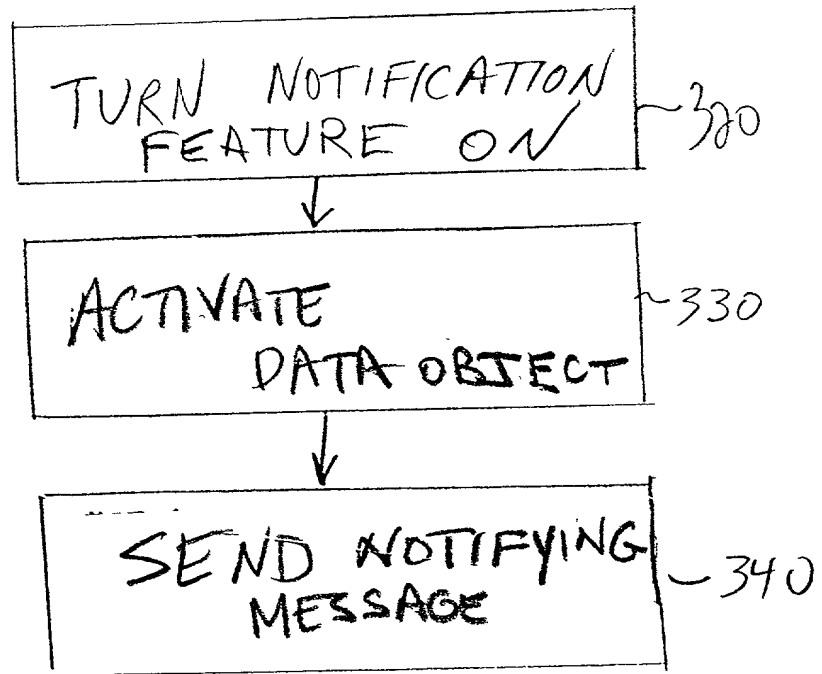 TURN NOTIFICATION
FEATURE ON
320
ACTIVATE
330
DATA OBJECT
SEND NOTIFYING
MESSAGE
340